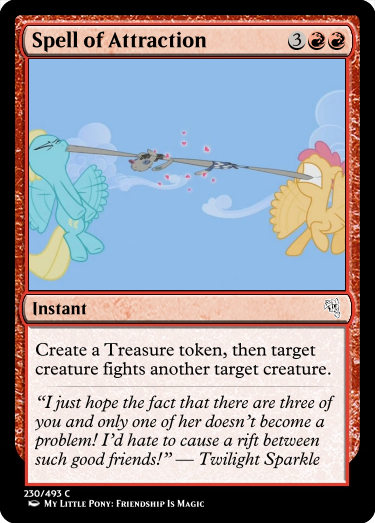 Spell of Attraction 3
Instant
Create a Treasure token, then target
creature fights another target creature.
“I just hope the fact that there are three of
you and only one of her doesn’t become a
problem! I’d hate to cause a rift between
such good friends!” — Twilight Sparkle
230/493 C
My Little Pony: Friendship Is Magic